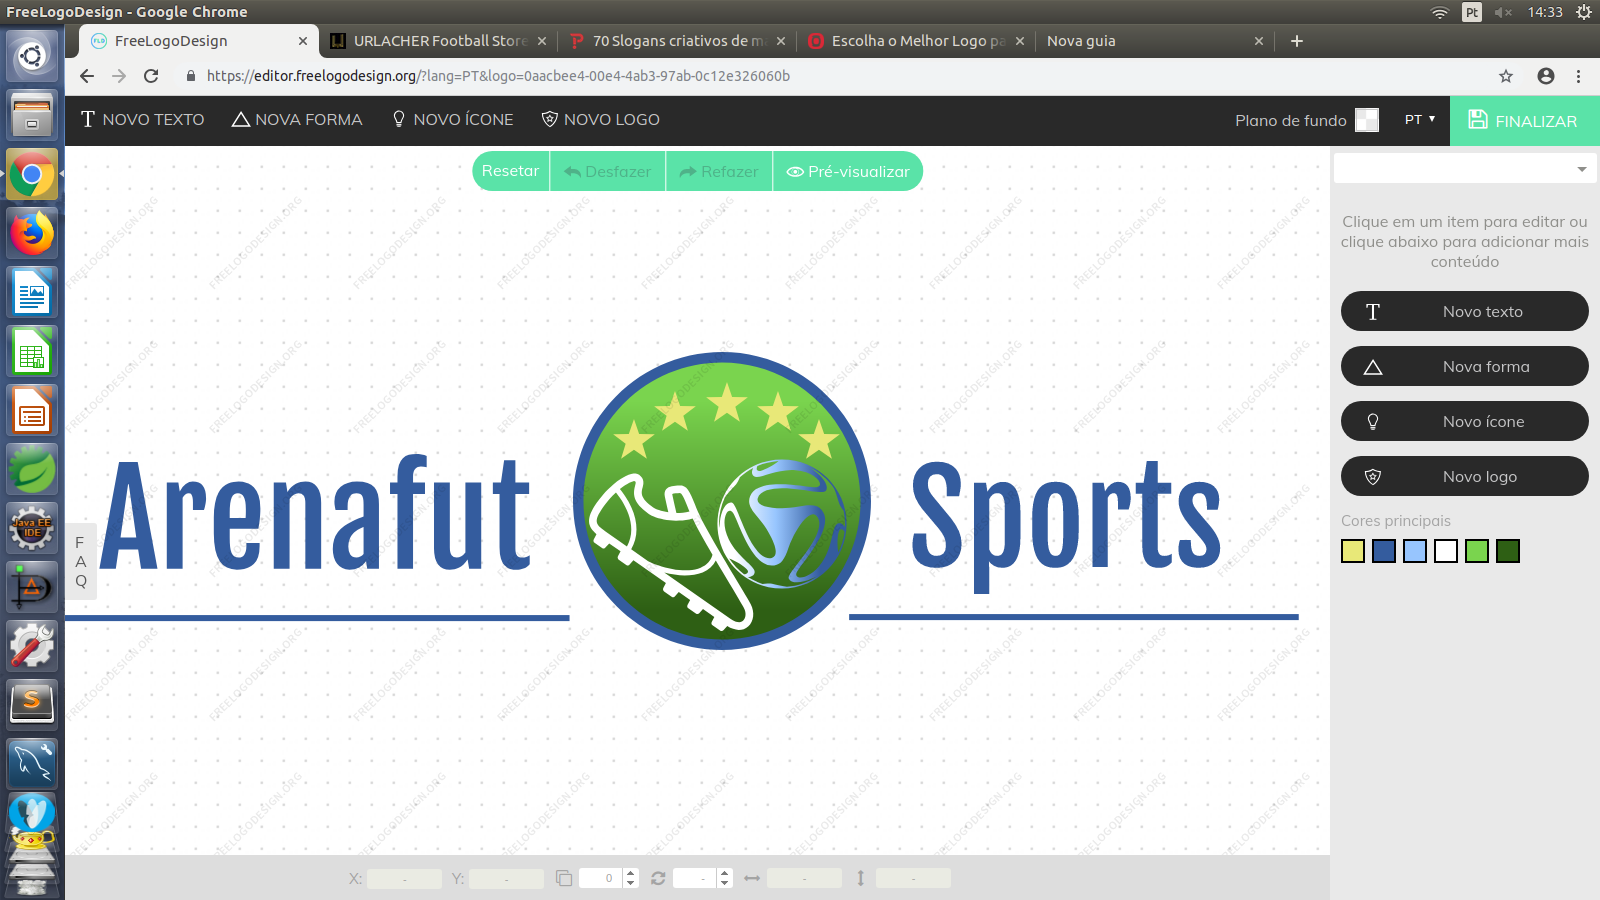 FreeLogoDesign - Google Chrome
Pt
14:33
FreeLogoDesign
URLACHER Football Store
70 Slogans criativos de m
Escolha o Melhor Logo pa
Nova guia
https://editor.freelogodesign.org/?lang=PT&logo=0aacbee4-00e4-4ab3-97ab-0c12e326060b
NOVO TEXTO
NOVA FORMA
NOVO ÍCONE
NOVO LOGO
Plano de fundo
PT
FINALIZAR
Resetar
Desfazer
Refazer
Pré-visualizar
Clique em um item para editar ou
clique abaixo para adicionar mais
conteúdo
Novo texto
Nova forma
Novo ícone
Novo logo
Cores principais
Arenafut
Sports
FAQ
FREELOGODESIGN.ORG
Java EE
IDE
X: -
Y: -
0
-
-
-